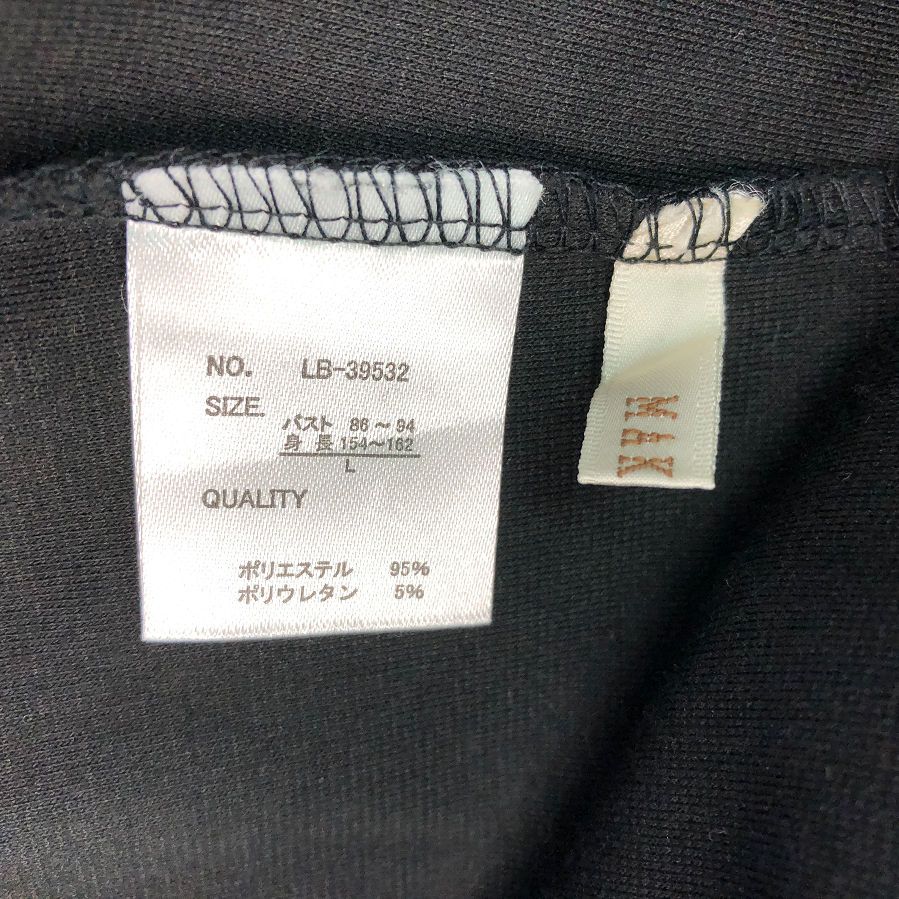 NO. LB-39532
SIZE.
バスト 86～94
身長 154～162
L
QUALITY
ポリエステル 95%
ポリウレタン 5%